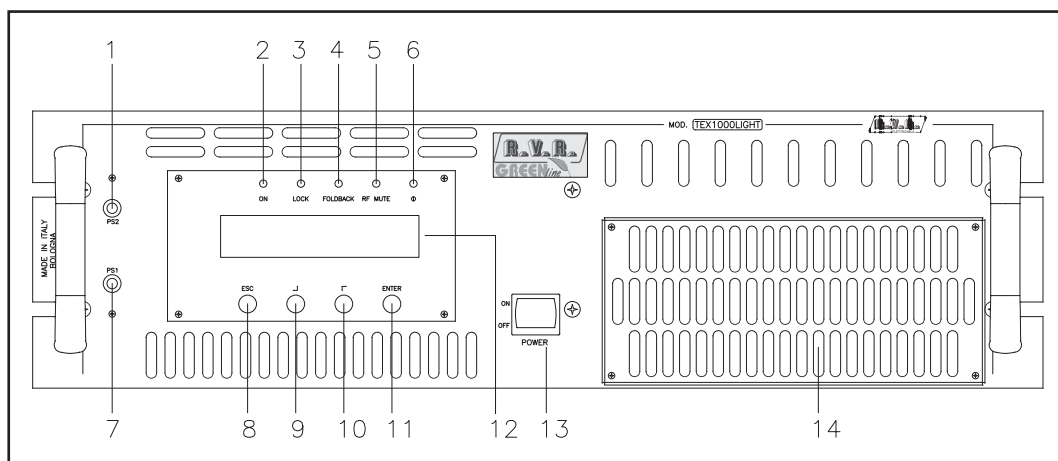 1 2 3 4 5 6
MOD. TEX1000LIGHT R.V.R.
R.V.R.
GREEN line
ON LOCK FOLDBACK RF MUTE Φ
PS2
MADE IN ITALY
BOLOGNA
PS1
ESC ┘ ┌ ENTER
ON
OFF
POWER
7 8 9 10 11 12 13 14